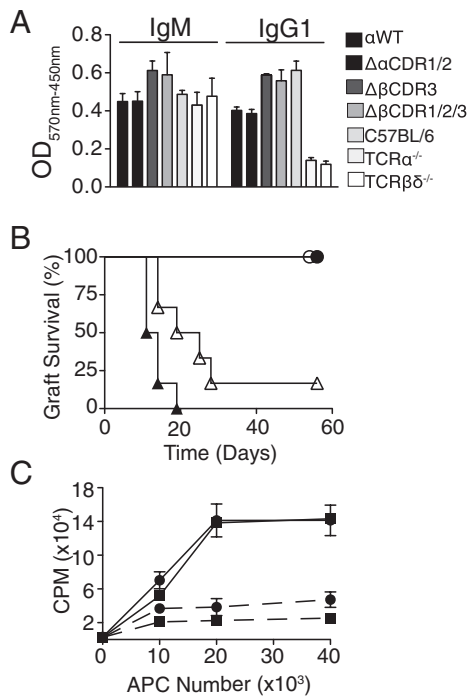 A
IgM IgG1
OD570nm-450nm
0.8
0.6
0.4
0.2
0.0
αWT
ΔαCDR1/2
ΔβCDR3
ΔβCDR1/2/3
C57BL/6
TCRα-/-
TCRβδ-/-
B
Graft Survival (%)
100
75
50
25
0
0 20 40 60
Time (Days)
C
CPM (x10⁴)
18
14
10
6
2
0 10 20 30 40
APC Number (x10³)